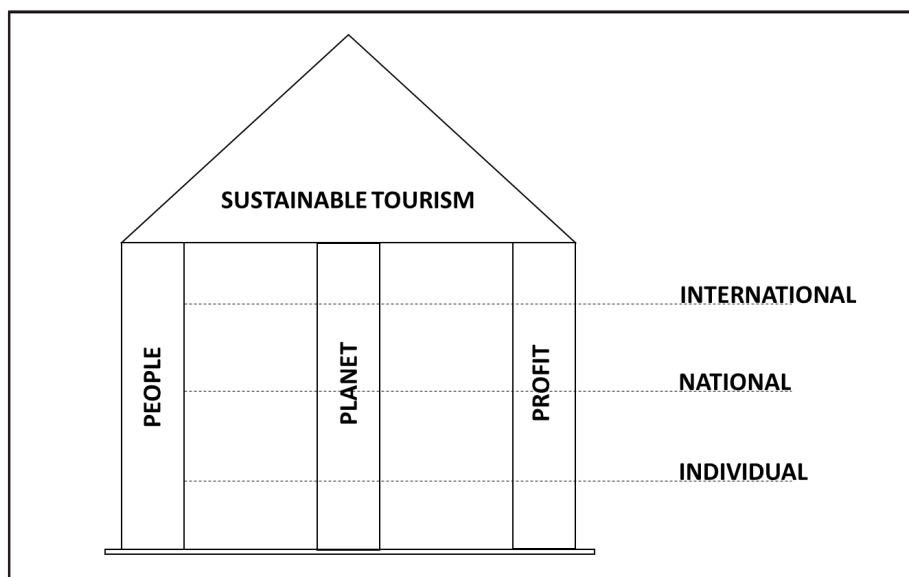 SUSTAINABLE TOURISM
PEOPLE
PLANET
PROFIT
INTERNATIONAL
NATIONAL
INDIVIDUAL